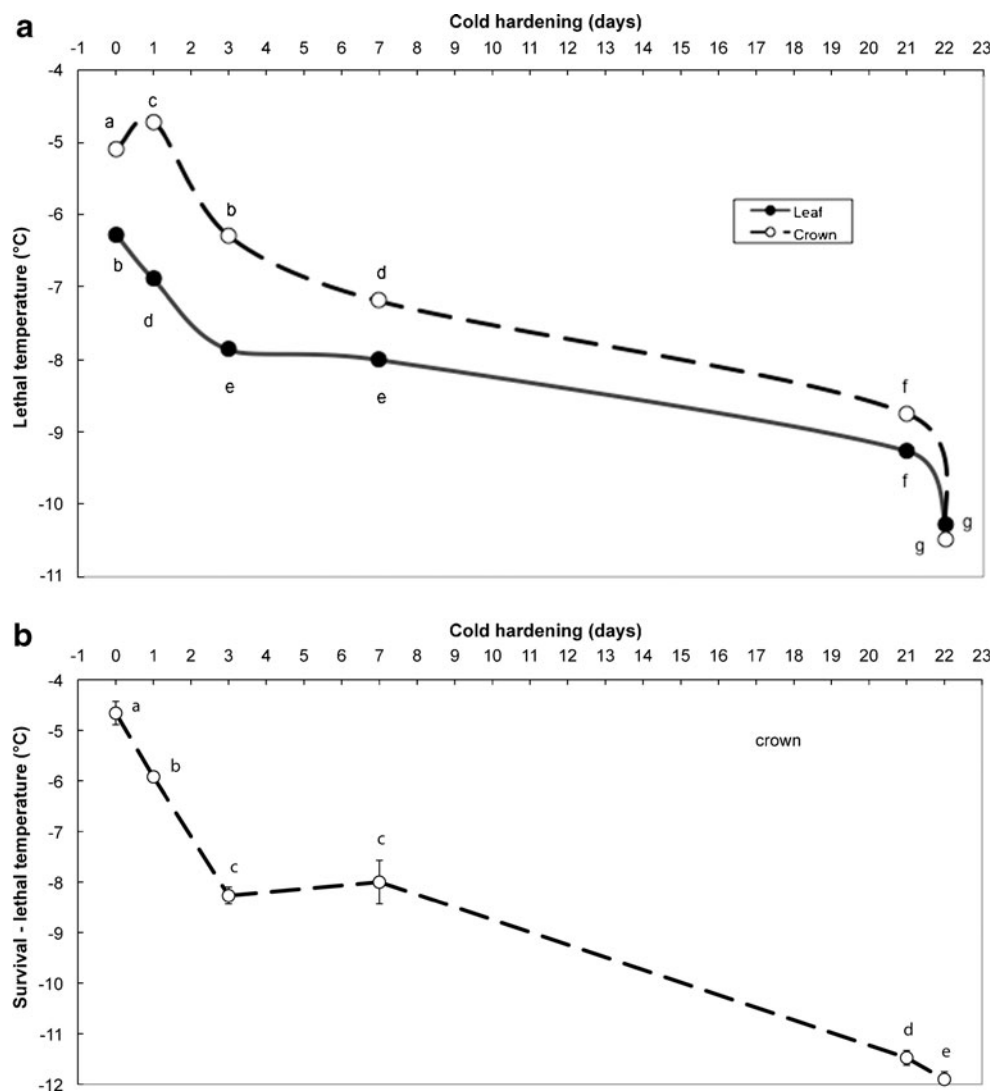 a
Cold hardening (days)
-1 0 1 2 3 4 5 6 7 8 9 10 11 12 13 14 15 16 17 18 19 20 21 22 23
-4
c
a
-5
b
-6
Leaf
Crown
b
d
-7
d
Lethal temperature (°C)
-8
e
e
f
-9
f
-10
g
g
-11
b
Cold hardening (days)
-1 0 1 2 3 4 5 6 7 8 9 10 11 12 13 14 15 16 17 18 19 20 21 22 23
-4
a
-5
crown
b
-6
-7
c
c
Survival - lethal temperature (°C)
-8
-9
-10
-11
d
e
-12